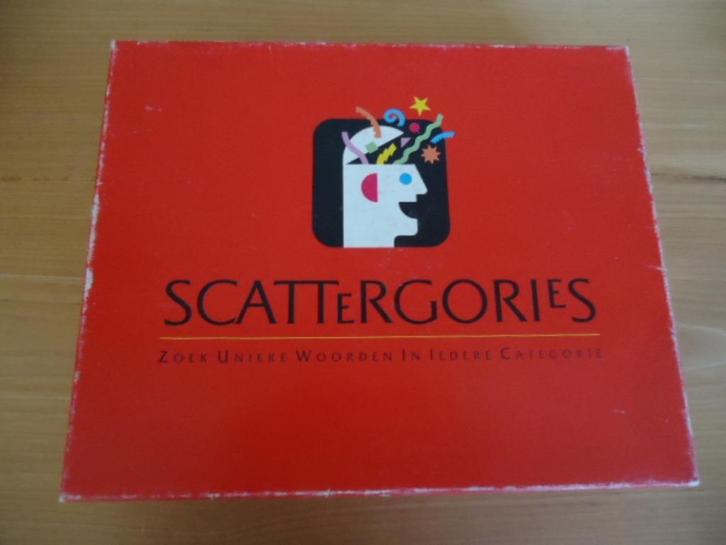 SCATTERGORIES
ZOEK UNIEKE WOORDEN IN IEDERE CATEGORIE